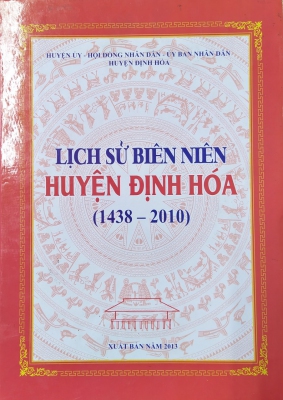 HUYỆN ỦY - HỘI ĐỒNG NHÂN DÂN - ỦY BAN NHÂN DÂN
HUYỆN ĐỊNH HÓA
LỊCH SỬ BIÊN NIÊN
HUYỆN ĐỊNH HÓA
(1438 – 2010)
XUẤT BẢN NĂM 2013